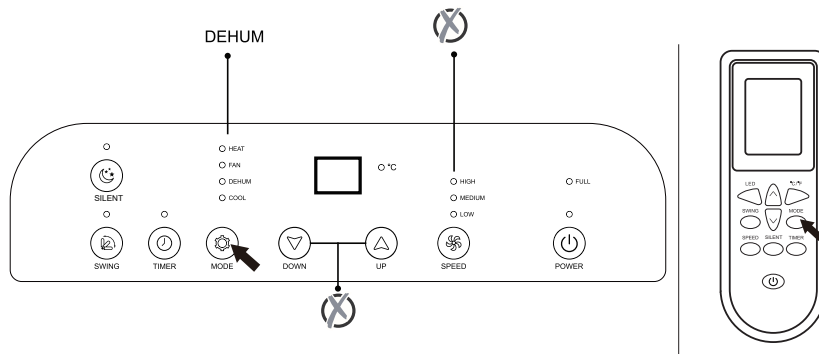 DEHUM
HEAT
FAN
°C
DEHUM
HIGH
FULL
COOL
MEDIUM
SILENT
LOW
SWING
TIMER
MODE
DOWN
UP
SPEED
POWER
LED
°C/°F
SWING
MODE
SPEED
SILENT
TIMER